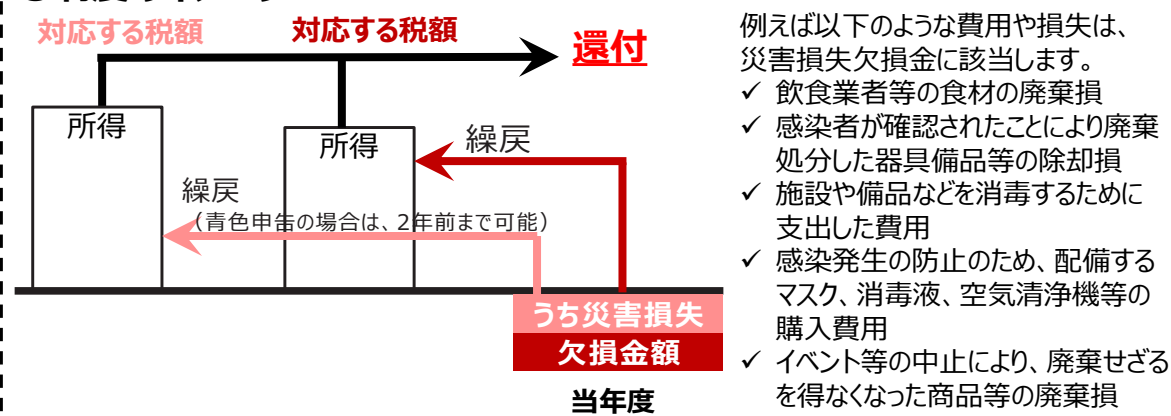 対応する税額
対応する税額
還付
所得
所得
繰戻
繰戻
（青色申告の場合は、2年前まで可能）
うち災害損失
欠損金額
当年度
例えば以下のような費用や損失は、
災害損失欠損金に該当します。
✓ 飲食業者等の食材の廃棄損
✓ 感染者が確認されたことにより廃棄
処分した器具備品等の除却損
✓ 施設や備品などを消毒するために
支出した費用
✓ 感染発生の防止のため、配備する
マスク、消毒液、空気清浄機等の
購入費用
✓ イベント等の中止により、廃棄せざる
を得なくなった商品等の廃棄損